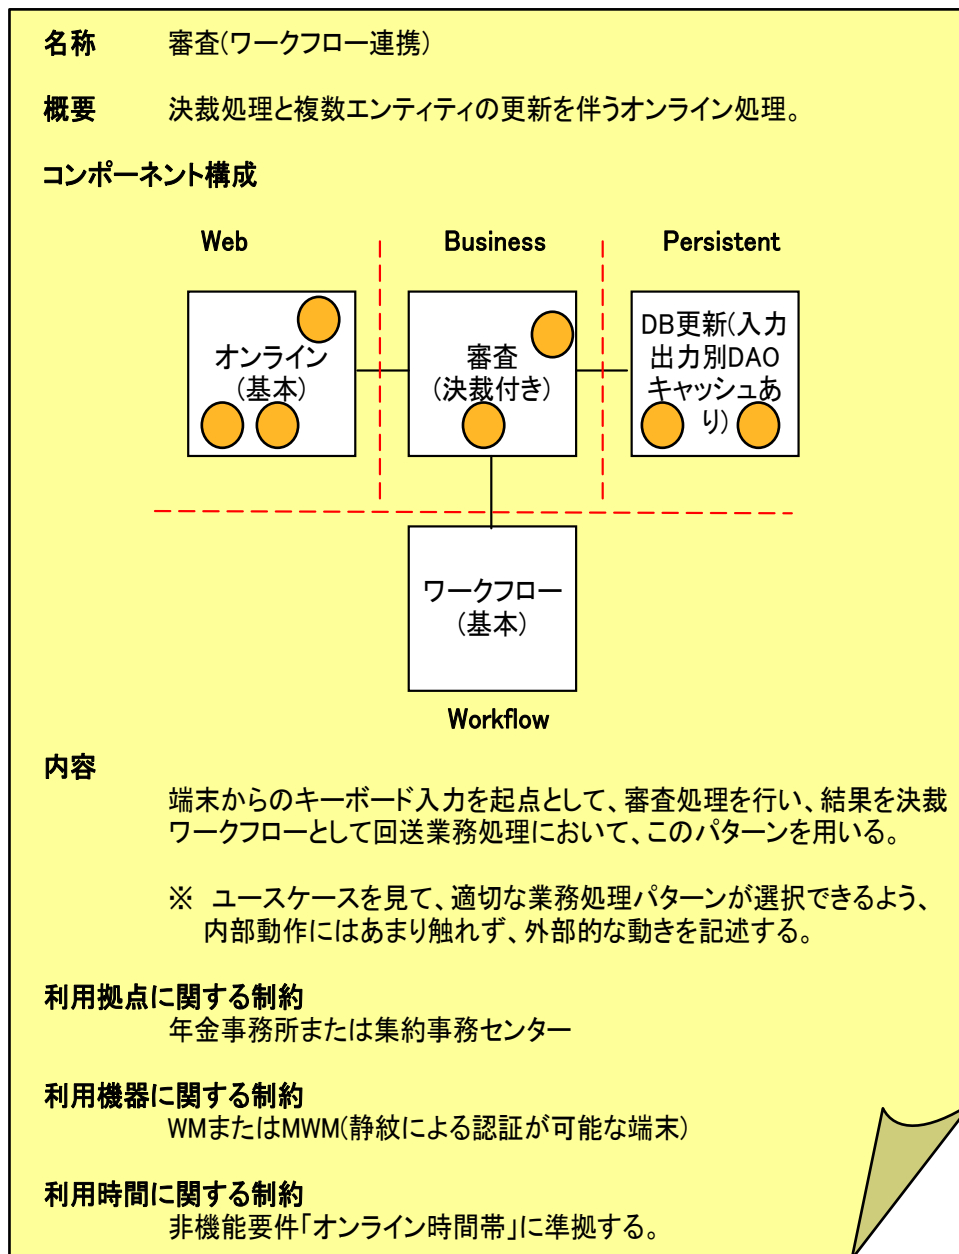 名称 審査(ワークフロー連携)
概要 決裁処理と複数エンティティの更新を伴うオンライン処理。
コンポーネント構成
Web Business Persistent
オンライン
(基本)
審査
(決裁付き)
DB更新(入力
出力別DAO
キャッシュあ
り)
ワークフロー
(基本)
Workflow
内容
端末からのキーボード入力を起点として、審査処理を行い、結果を決裁
ワークフローとして回送業務処理において、このパターンを用いる。
※ ユースケースを見て、適切な業務処理パターンが選択できるよう、
内部動作にはあまり触れず、外部的な動きを記述する。
利用拠点に関する制約
年金事務所または集約事務センター
利用機器に関する制約
WMまたはMWM(静紋による認証が可能な端末)
利用時間に関する制約
非機能要件「オンライン時間帯」に準拠する。